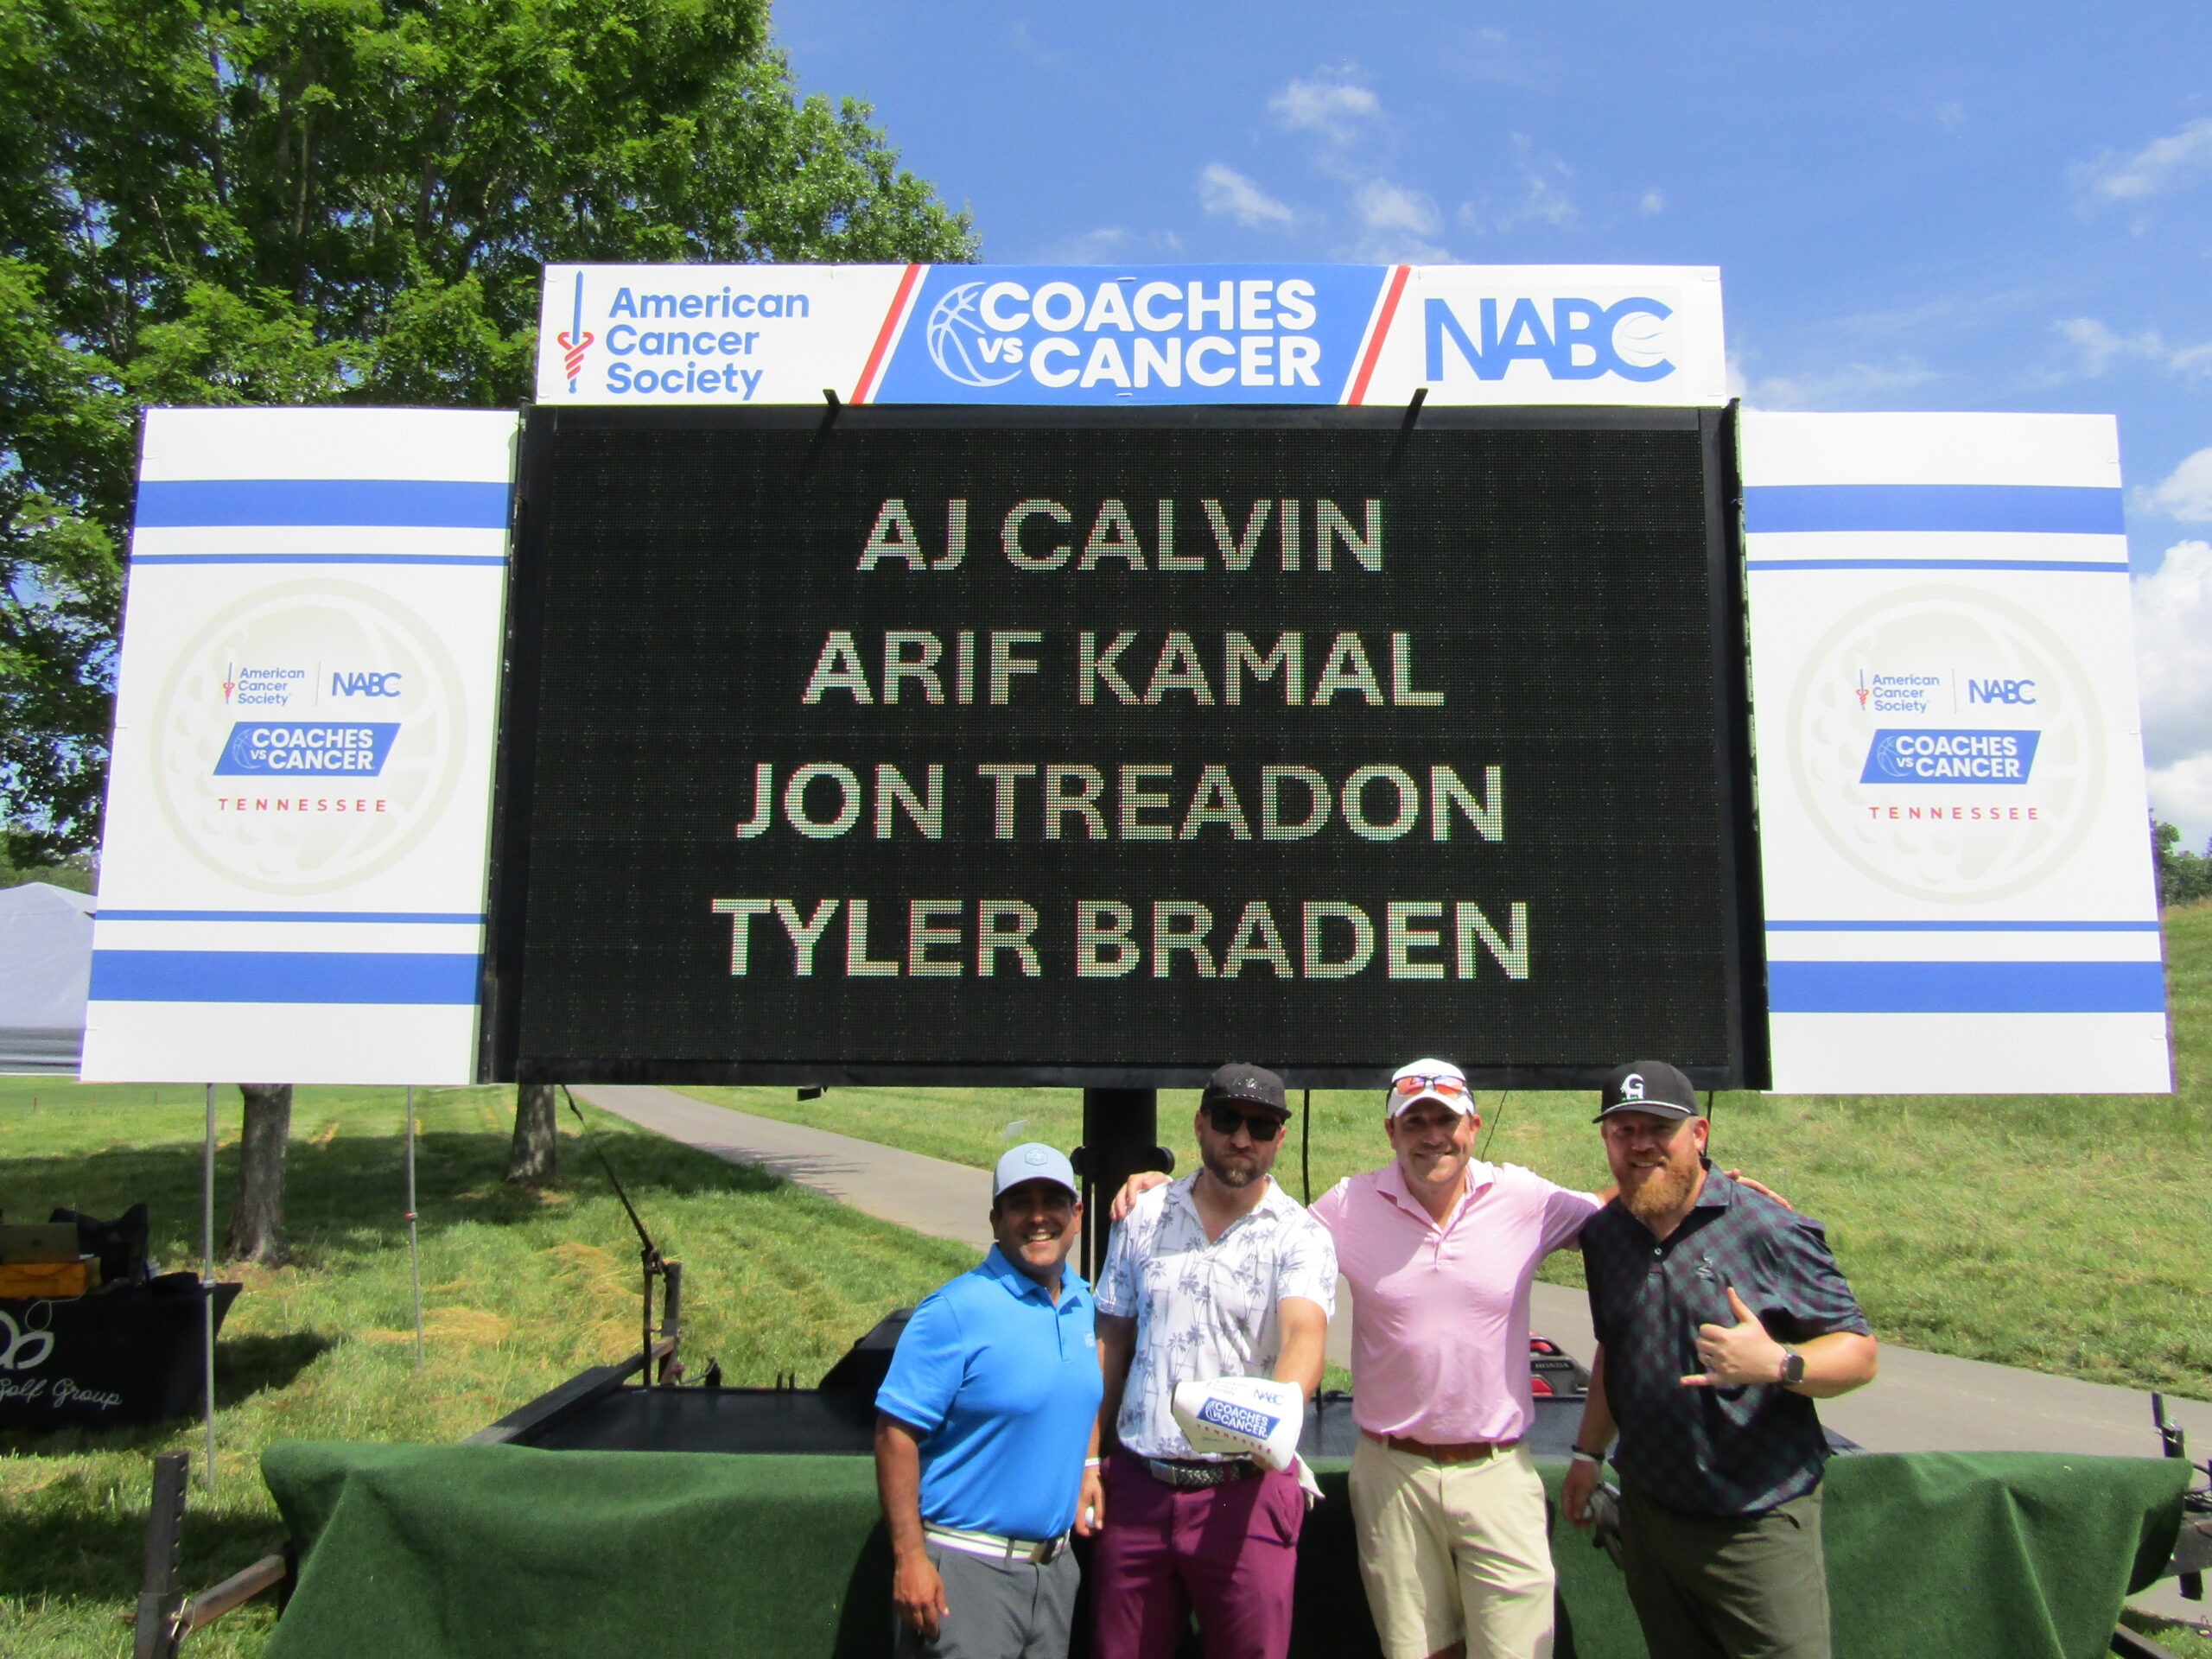 American
Cancer
Society
COACHES
VS CANCER
NABC
AJ CALVIN
ARIF KAMAL
JON TREADON
TYLER BRADEN
American
Cancer
Society
NABC
COACHES
VS CANCER
TENNESSEE
American
Cancer
Society
NABC
COACHES
VS CANCER
TENNESSEE
NABC
COACHES
VS CANCER
TENNESSEE
HONDA
Golf Group
G